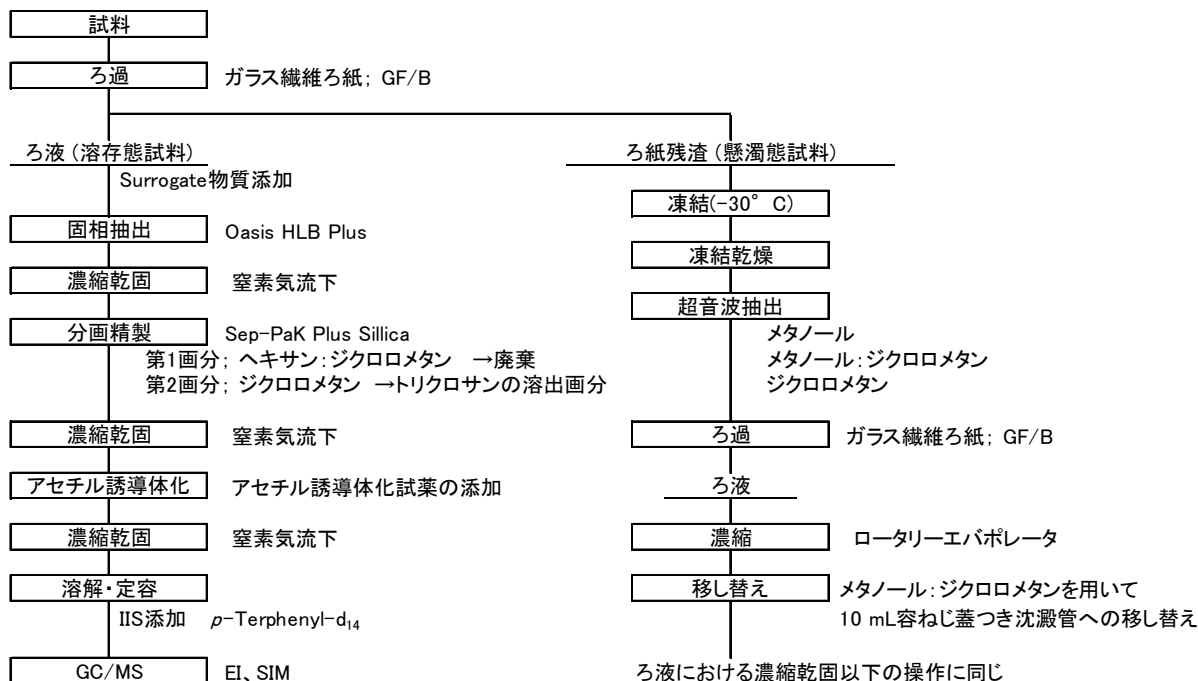 試料
ろ過 ガラス繊維ろ紙; GF/B
ろ液 (溶存態試料)
Surrogate物質添加
固相抽出 Oasis HLB Plus
濃縮乾固 窒素気流下
分画精製 Sep-PaK Plus Sillica
第1画分; ヘキサン:ジクロロメタン →廃棄
第2画分; ジクロロメタン →トリクロサンの溶出画分
濃縮乾固 窒素気流下
アセチル誘導体化 アセチル誘導体化試薬の添加
濃縮乾固 窒素気流下
溶解・定容
IIS添加 p-Terphenyl-d14
GC/MS EI、SIM
ろ紙残渣 (懸濁態試料)
凍結(-30° C)
凍結乾燥
超音波抽出
メタノール
メタノール:ジクロロメタン
ジクロロメタン
ろ過 ガラス繊維ろ紙; GF/B
ろ液
濃縮 ロータリーエバポレータ
移し替え メタノール:ジクロロメタンを用いて
10 mL容ねじ蓋つき沈澱管への移し替え
ろ液における濃縮乾固以下の操作に同じ